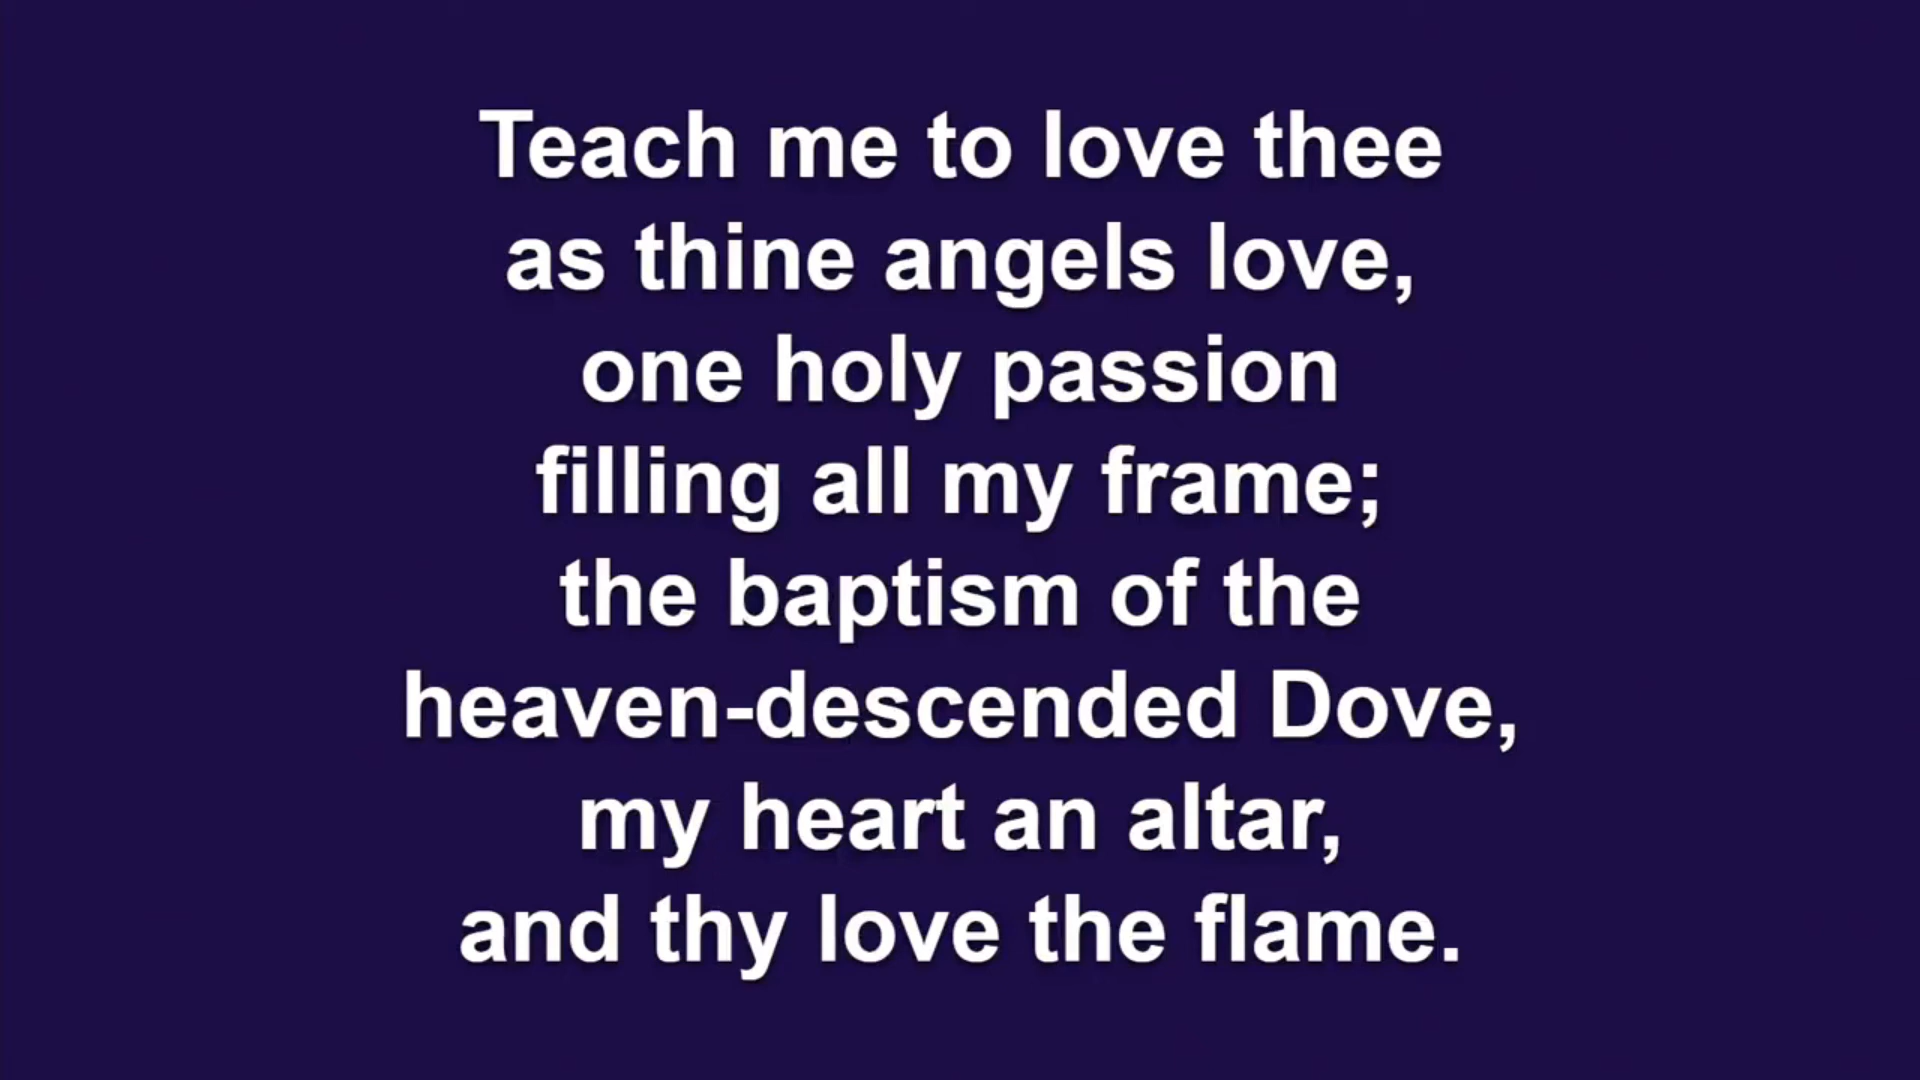 Teach me to love thee
as thine angels love,
one holy passion
filling all my frame;
the baptism of the
heaven-descended Dove,
my heart an altar,
and thy love the flame.